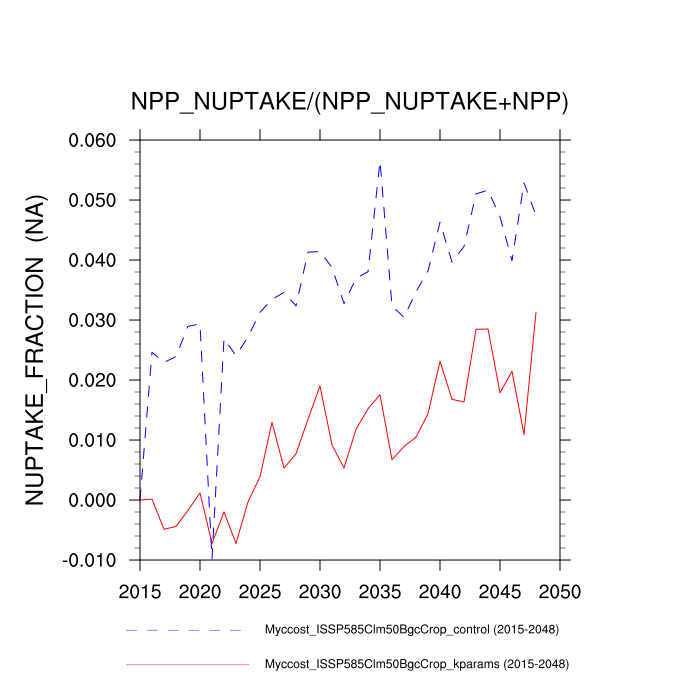 NPP_NUPTAKE/(NPP_NUPTAKE+NPP)
NUPTAKE_FRACTION (NA)
0.060
0.050
0.040
0.030
0.020
0.010
0.000
-0.010
2015 2020 2025 2030 2035 2040 2045 2050
Myccost_ISSP585Clm50BgcCrop_control (2015-2048)
Myccost_ISSP585Clm50BgcCrop_kparams (2015-2048)